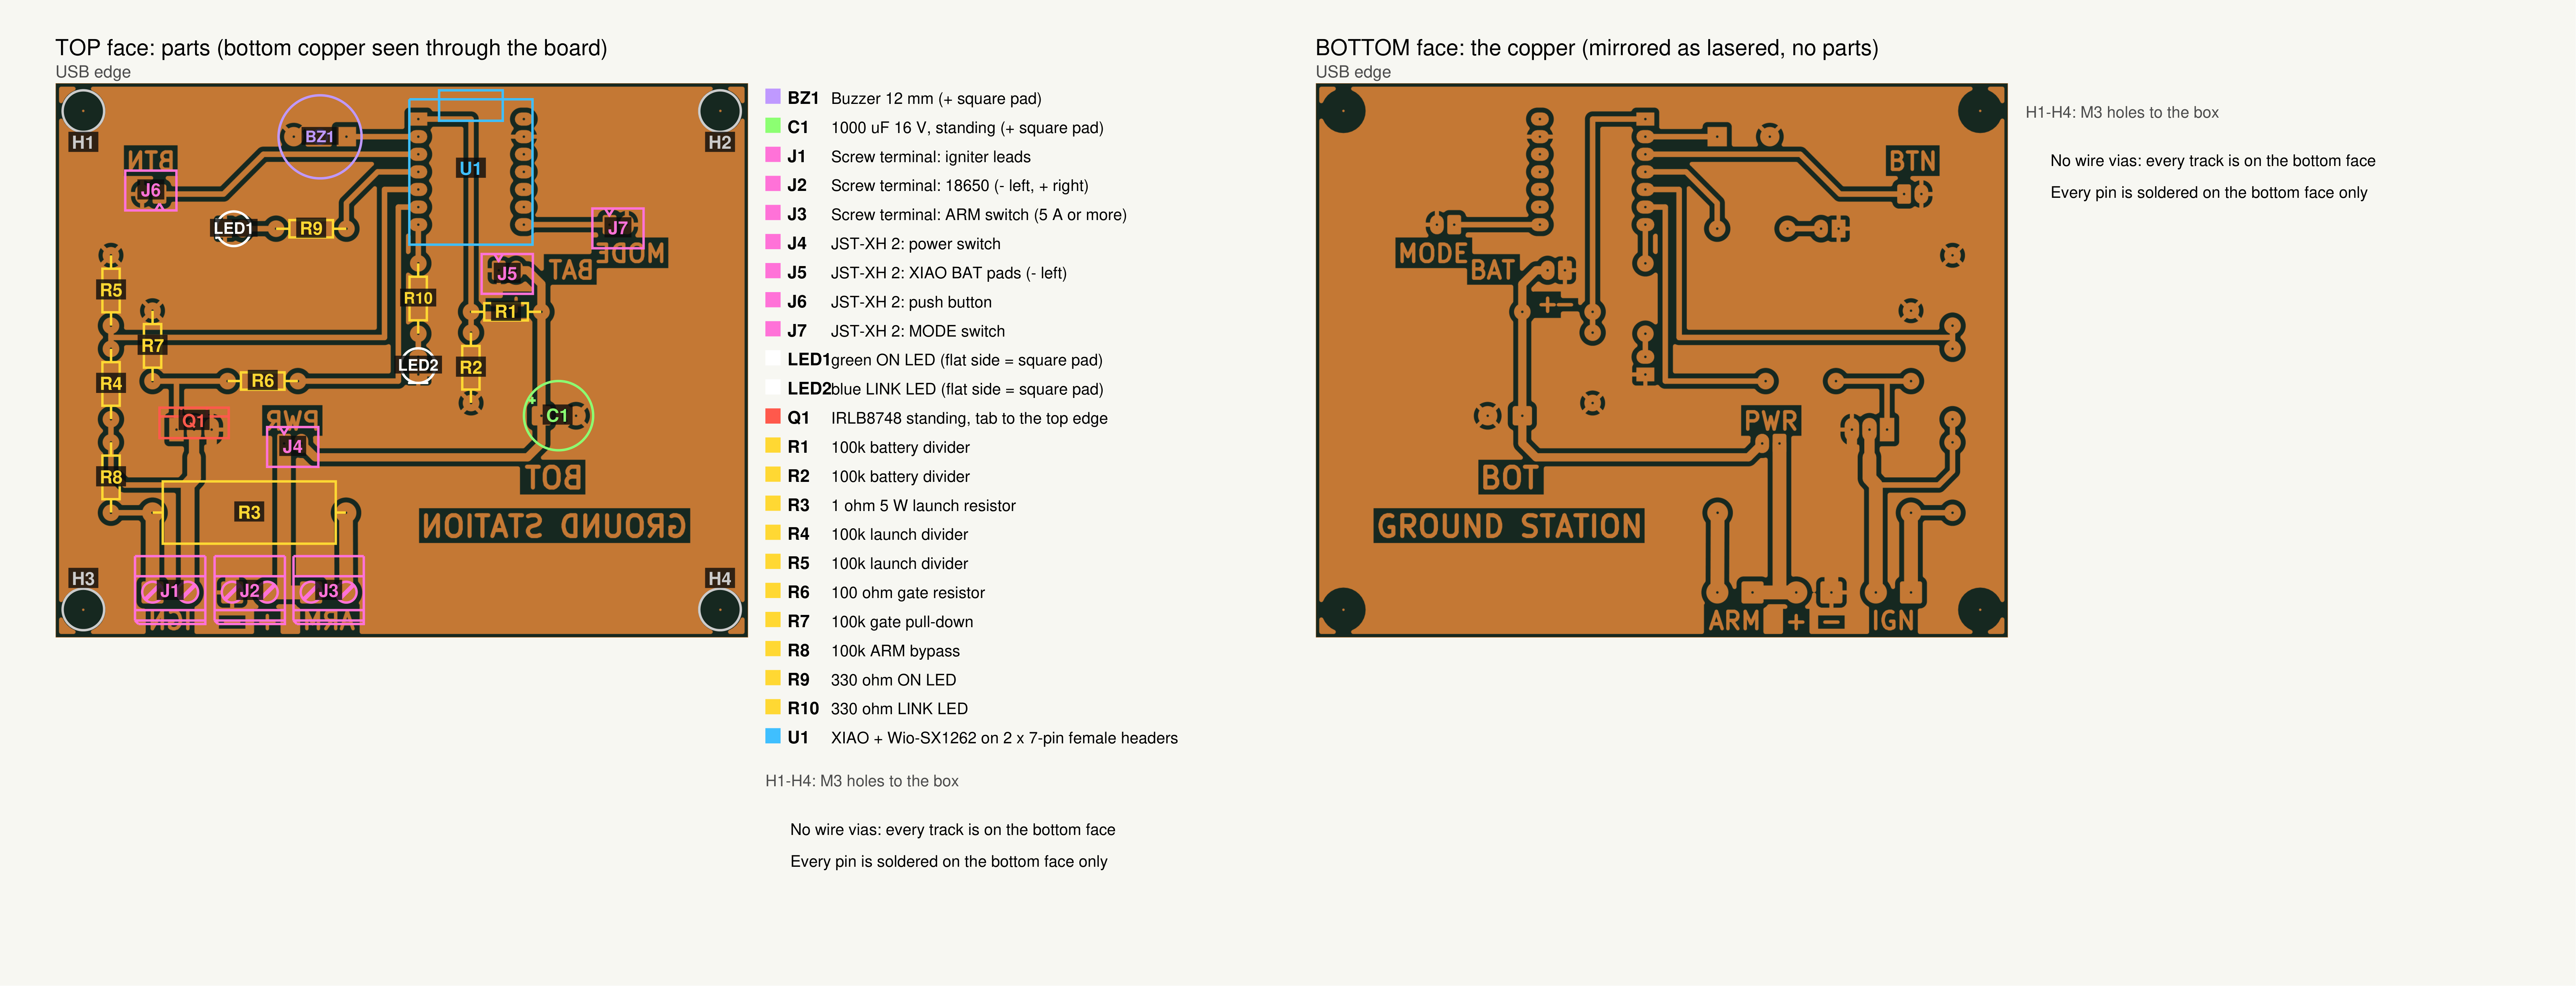 TOP face: parts (bottom copper seen through the board)
USB edge
H1
H2
BZ1
U1
BTN
J6
LED1
R9
J7
MODE
J5
BAT
R5
R10
R1
R7
R4
LED2
R2
R6
Q1
PWR
C1
J4
R8
BOT
R3
GROUND STATION
H3
H4
J1
J2
J3
IGN
− +
ARM
BZ1 Buzzer 12 mm (+ square pad)
C1 1000 uF 16 V, standing (+ square pad)
J1 Screw terminal: igniter leads
J2 Screw terminal: 18650 (- left, + right)
J3 Screw terminal: ARM switch (5 A or more)
J4 JST-XH 2: power switch
J5 JST-XH 2: XIAO BAT pads (- left)
J6 JST-XH 2: push button
J7 JST-XH 2: MODE switch
LED1 green ON LED (flat side = square pad)
LED2 blue LINK LED (flat side = square pad)
Q1 IRLB8748 standing, tab to the top edge
R1 100k battery divider
R2 100k battery divider
R3 1 ohm 5 W launch resistor
R4 100k launch divider
R5 100k launch divider
R6 100 ohm gate resistor
R7 100k gate pull-down
R8 100k ARM bypass
R9 330 ohm ON LED
R10 330 ohm LINK LED
U1 XIAO + Wio-SX1262 on 2 x 7-pin female headers
H1-H4: M3 holes to the box
No wire vias: every track is on the bottom face
Every pin is soldered on the bottom face only
BOTTOM face: the copper (mirrored as lasered, no parts)
USB edge
BTN
MODE
BAT
+ −
PWR
BOT
GROUND STATION
ARM + − IGN
H1-H4: M3 holes to the box
No wire vias: every track is on the bottom face
Every pin is soldered on the bottom face only